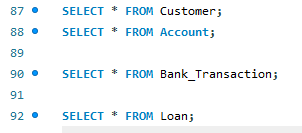 87 SELECT * FROM Customer;
88 SELECT * FROM Account;
89
90 SELECT * FROM Bank_Transaction;
91
92 SELECT * FROM Loan;